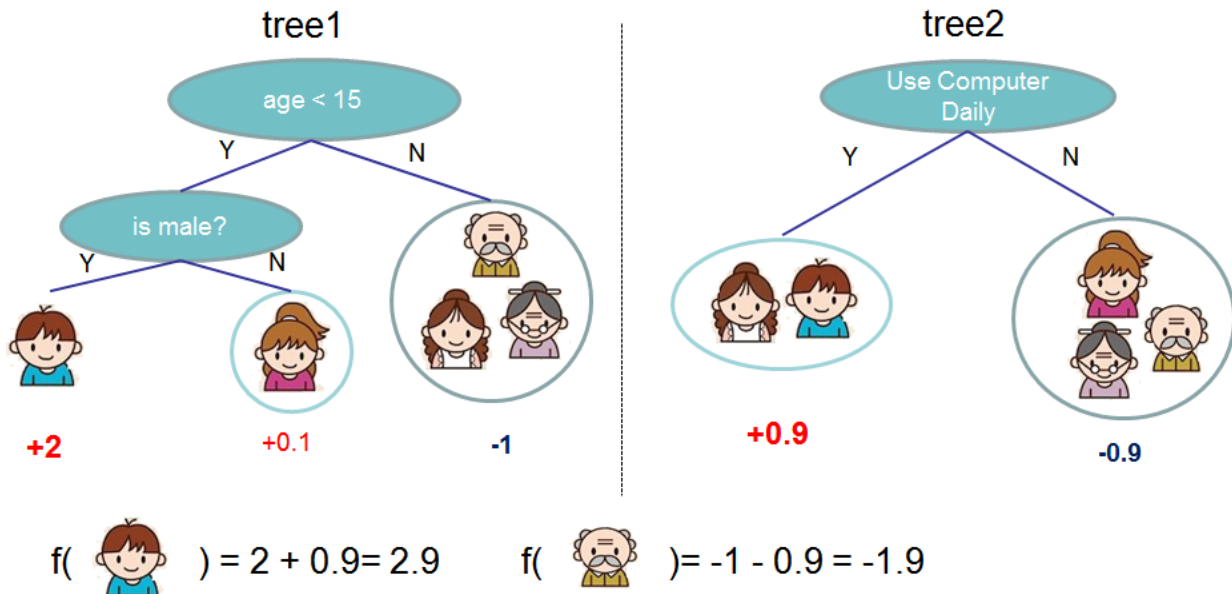 tree1
tree2
age < 15
Use Computer
Daily
Y
N
Y
N
is male?
Y
N
+2
+0.1
-1
+0.9
-0.9
f( ) = 2 + 0.9= 2.9
f( )= -1 - 0.9 = -1.9